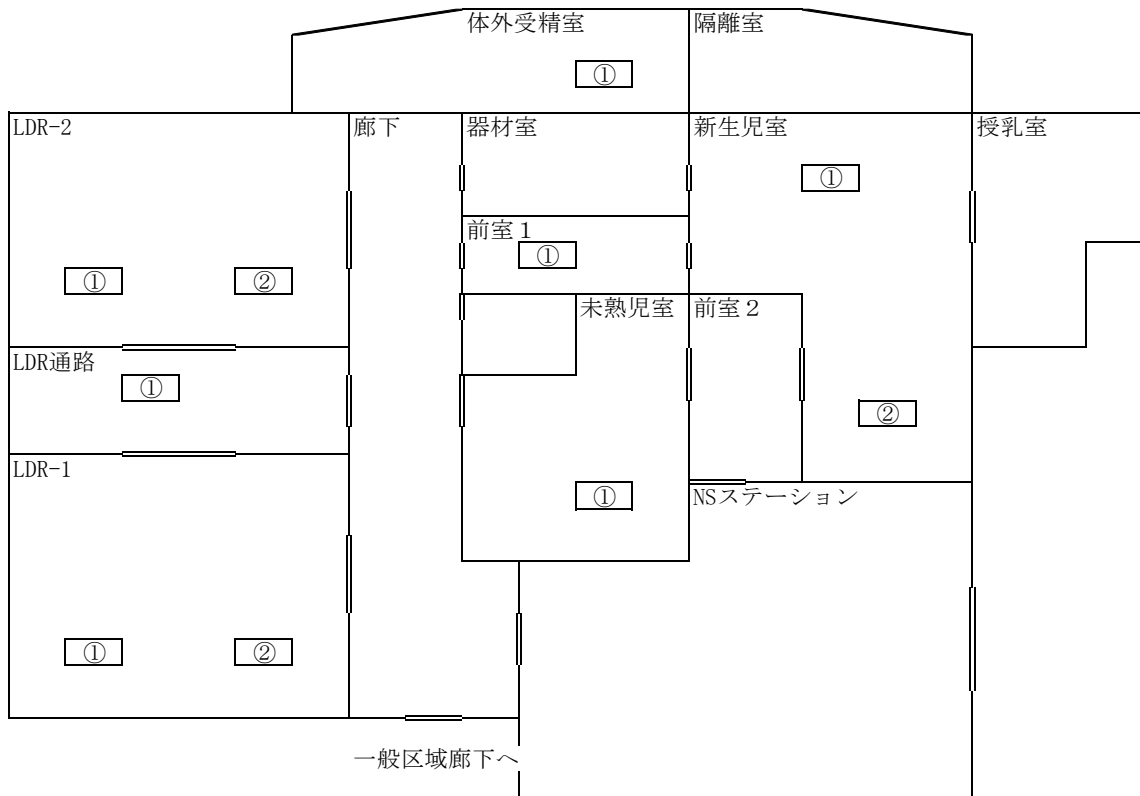 体外受精室
隔離室
①
LDR-2
廊下
器材室
新生児室
授乳室
①
前室１
①
①
②
未熟児室
前室２
LDR通路
①
②
LDR-1
①
NSステーション
①
②
一般区域廊下へ